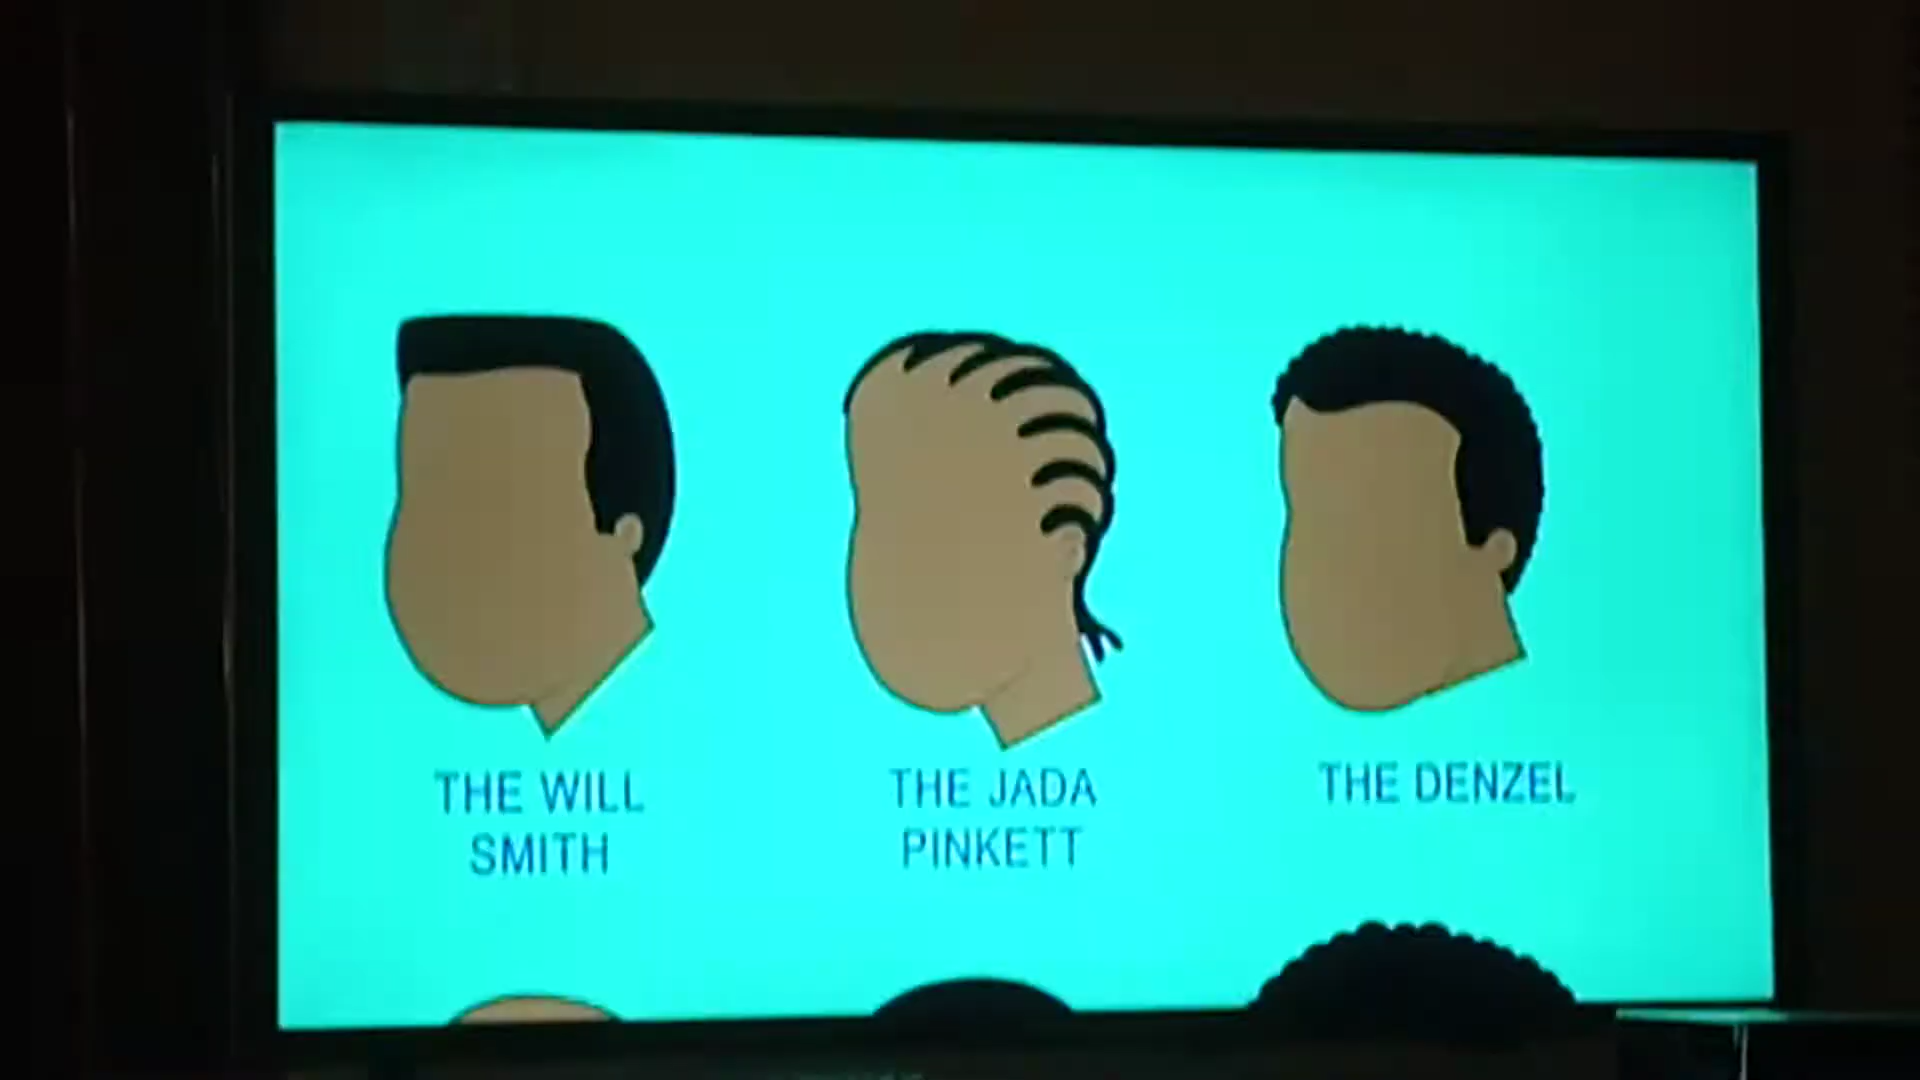 THE WILL
SMITH
THE JADA
PINKETT
THE DENZEL